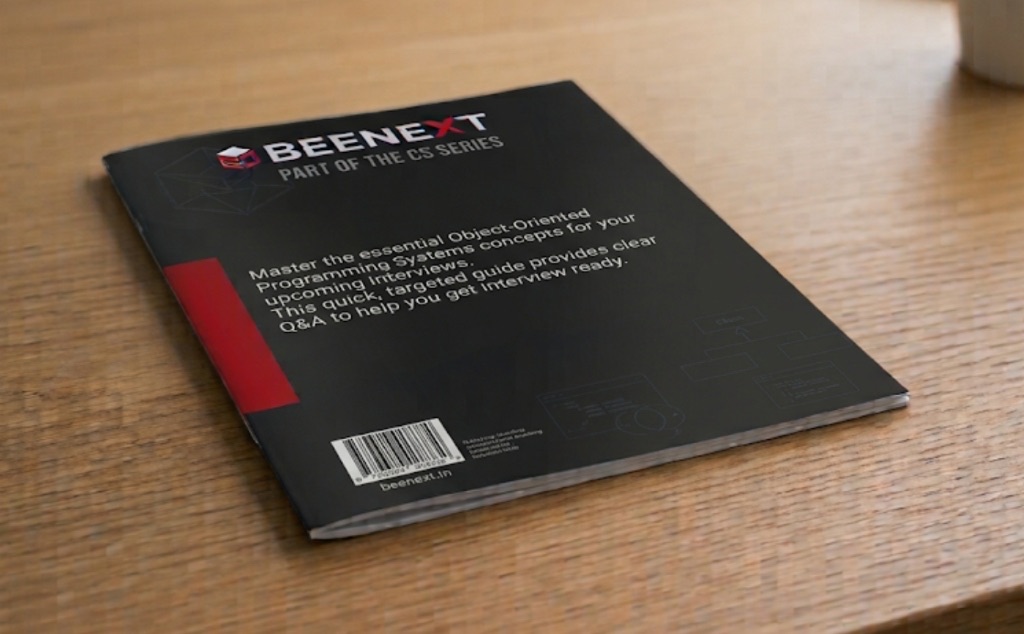 BEENEXT
PART OF THE CS SERIES
Master the essential Object-Oriented
Programming Systems concepts for your
upcoming interviews.
This quick, targeted guide provides clear
Q&A to help you get interview ready.
beenext.in